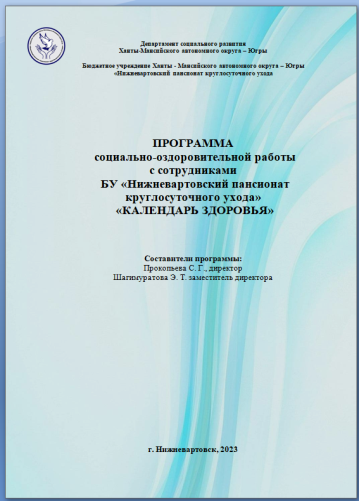 Департамент социального развития
Ханты-Мансийского автономного округа – Югры
Бюджетное учреждение Ханты - Мансийского автономного округа – Югры
«Нижневартовский пансионат круглосуточного ухода
ПРОГРАММА
социально-оздоровительной работы
с сотрудниками
БУ «Нижневартовский пансионат
круглосуточного ухода»
«КАЛЕНДАРЬ ЗДОРОВЬЯ»
Составители программы:
Прокопьева С. Г., директор
Шагимуратова Э. Т. заместитель директора
г. Нижневартовск, 2023